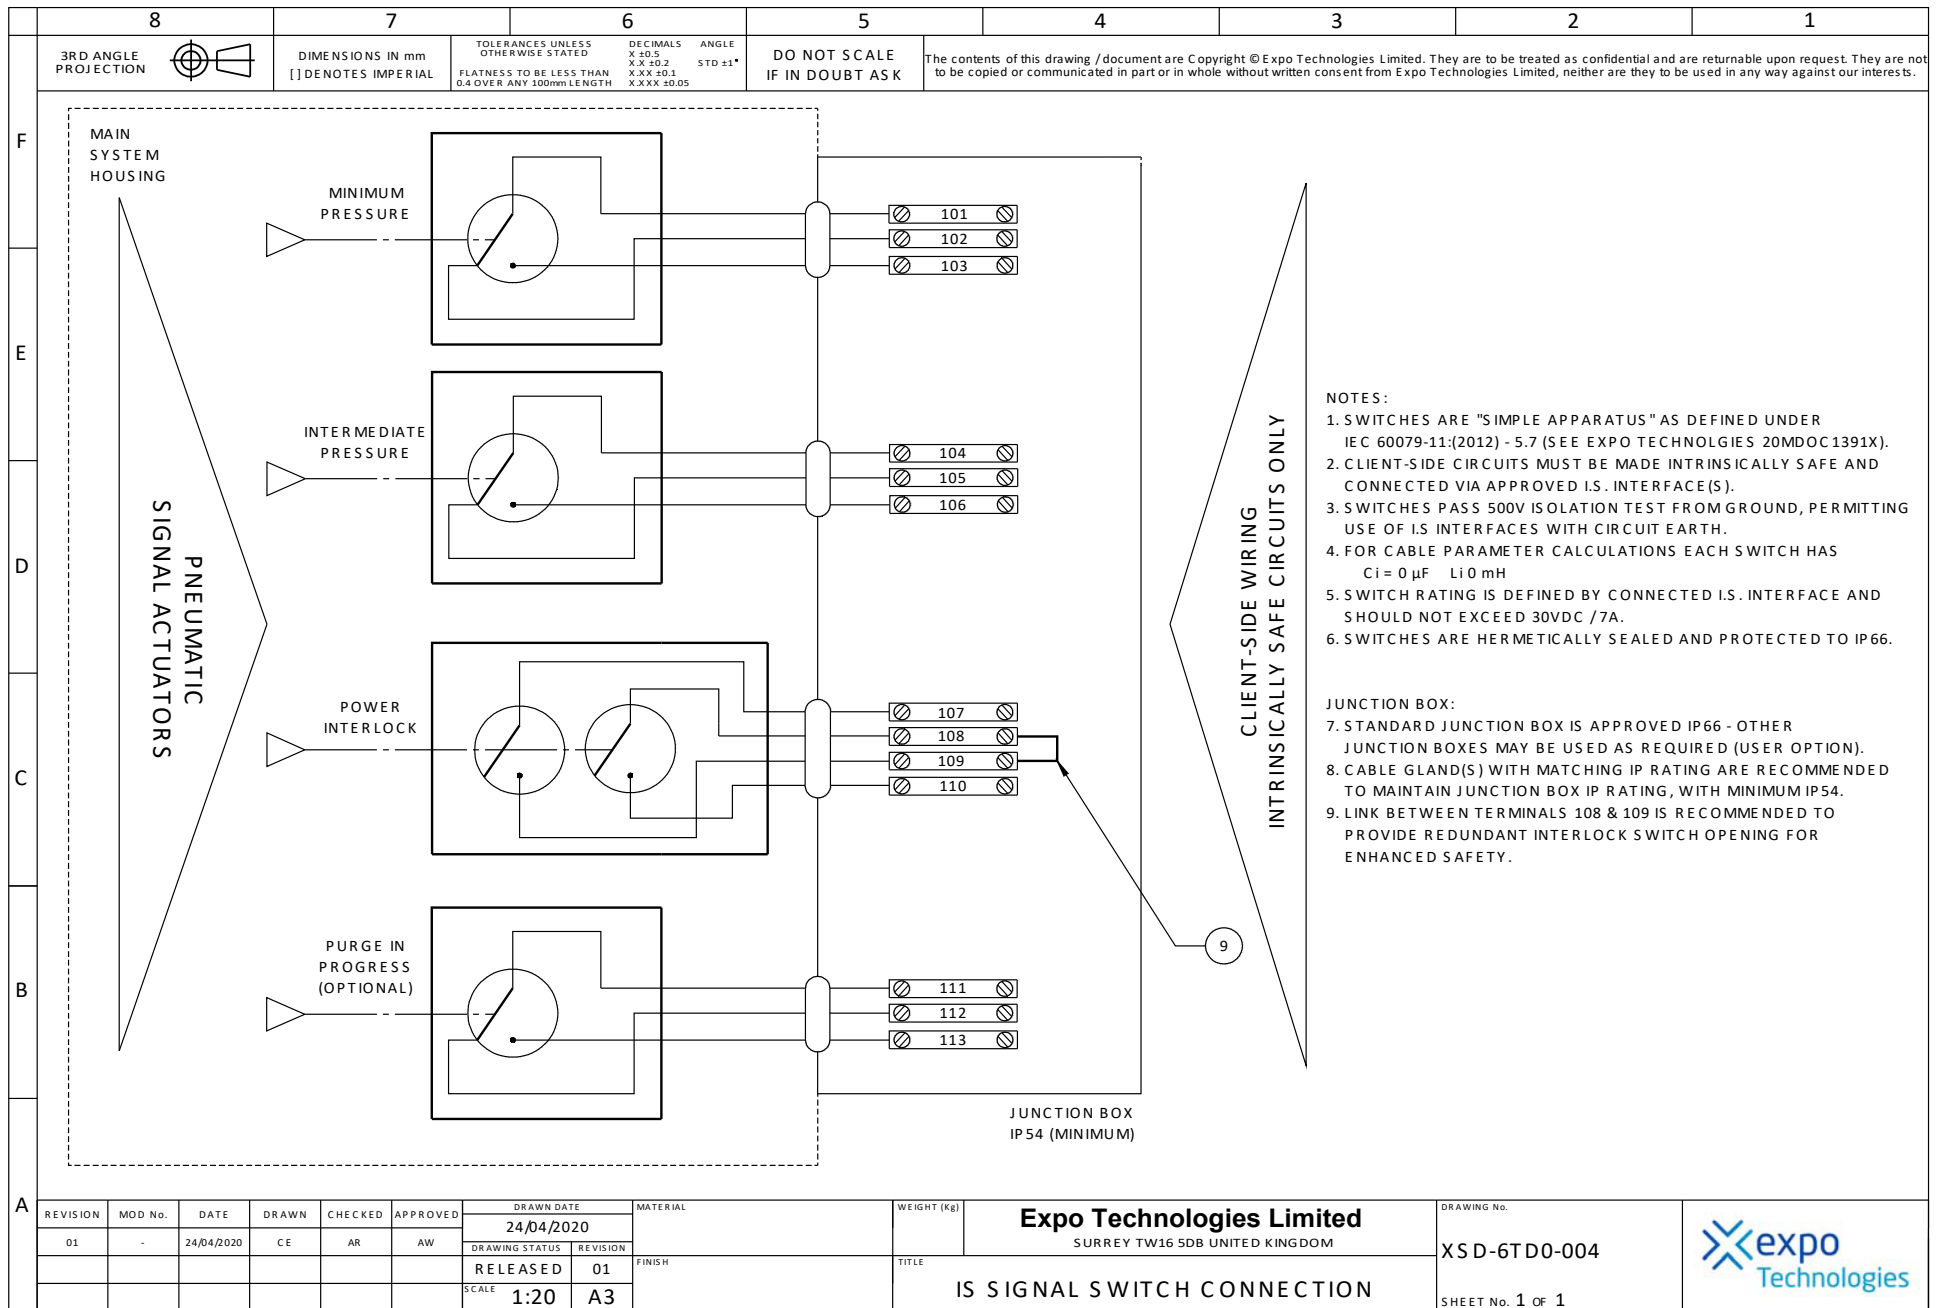 8 7 6 5 4 3 2 1
3RD ANGLE
PROJECTION
DIMENSIONS IN mm
[ ] DENOTES IMPERIAL
TOLERANCES UNLESS
OTHERWISE STATED
FLATNESS TO BE LESS THAN
0.4 OVER ANY 100mm LENGTH
DECIMALS ANGLE
X ±0.5
X.X ±0.2 STD ±1°
X.XX ±0.1
X.XXX ±0.05
DO NOT SCALE
IF IN DOUBT ASK
The contents of this drawing / document are Copyright © Expo Technologies Limited. They are to be treated as confidential and are returnable upon request. They are not
to be copied or communicated in part or in whole without written consent from Expo Technologies Limited, neither are they to be used in any way against our interests.
F
E
D
C
B
A
MAIN
SYSTEM
HOUSING
PNEUMATIC
SIGNAL ACTUATORS
MINIMUM
PRESSURE
101
102
103
INTERMEDIATE
PRESSURE
104
105
106
POWER
INTERLOCK
107
108
109
110
9
PURGE IN
PROGRESS
(OPTIONAL)
111
112
113
JUNCTION BOX
IP54 (MINIMUM)
CLIENT-SIDE WIRING
INTRINSICALLY SAFE CIRCUITS ONLY
NOTES:
1. SWITCHES ARE "SIMPLE APPARATUS" AS DEFINED UNDER
IEC 60079-11:(2012) - 5.7 (SEE EXPO TECHNOLGIES 20MDOC1391X).
2. CLIENT-SIDE CIRCUITS MUST BE MADE INTRINSICALLY SAFE AND
CONNECTED VIA APPROVED I.S. INTERFACE(S).
3. SWITCHES PASS 500V ISOLATION TEST FROM GROUND, PERMITTING
USE OF I.S INTERFACES WITH CIRCUIT EARTH.
4. FOR CABLE PARAMETER CALCULATIONS EACH SWITCH HAS
Ci = 0 µF Li 0 mH
5. SWITCH RATING IS DEFINED BY CONNECTED I.S. INTERFACE AND
SHOULD NOT EXCEED 30VDC / 7A.
6. SWITCHES ARE HERMETICALLY SEALED AND PROTECTED TO IP66.
JUNCTION BOX:
7. STANDARD JUNCTION BOX IS APPROVED IP66 - OTHER
JUNCTION BOXES MAY BE USED AS REQUIRED (USER OPTION).
8. CABLE GLAND(S) WITH MATCHING IP RATING ARE RECOMMENDED
TO MAINTAIN JUNCTION BOX IP RATING, WITH MINIMUM IP54.
9. LINK BETWEEN TERMINALS 108 & 109 IS RECOMMENDED TO
PROVIDE REDUNDANT INTERLOCK SWITCH OPENING FOR
ENHANCED SAFETY.
REVISION MOD No. DATE DRAWN CHECKED APPROVED
01 - 24/04/2020 CE AR AW
DRAWN DATE
24/04/2020
DRAWING STATUS REVISION
RELEASED 01
SCALE 1:20 A3
MATERIAL
FINISH
WEIGHT (Kg)
Expo Technologies Limited
SURREY TW16 5DB UNITED KINGDOM
TITLE
IS SIGNAL SWITCH CONNECTION
DRAWING No.
XSD-6TD0-004
SHEET No. 1 OF 1
expo
Technologies